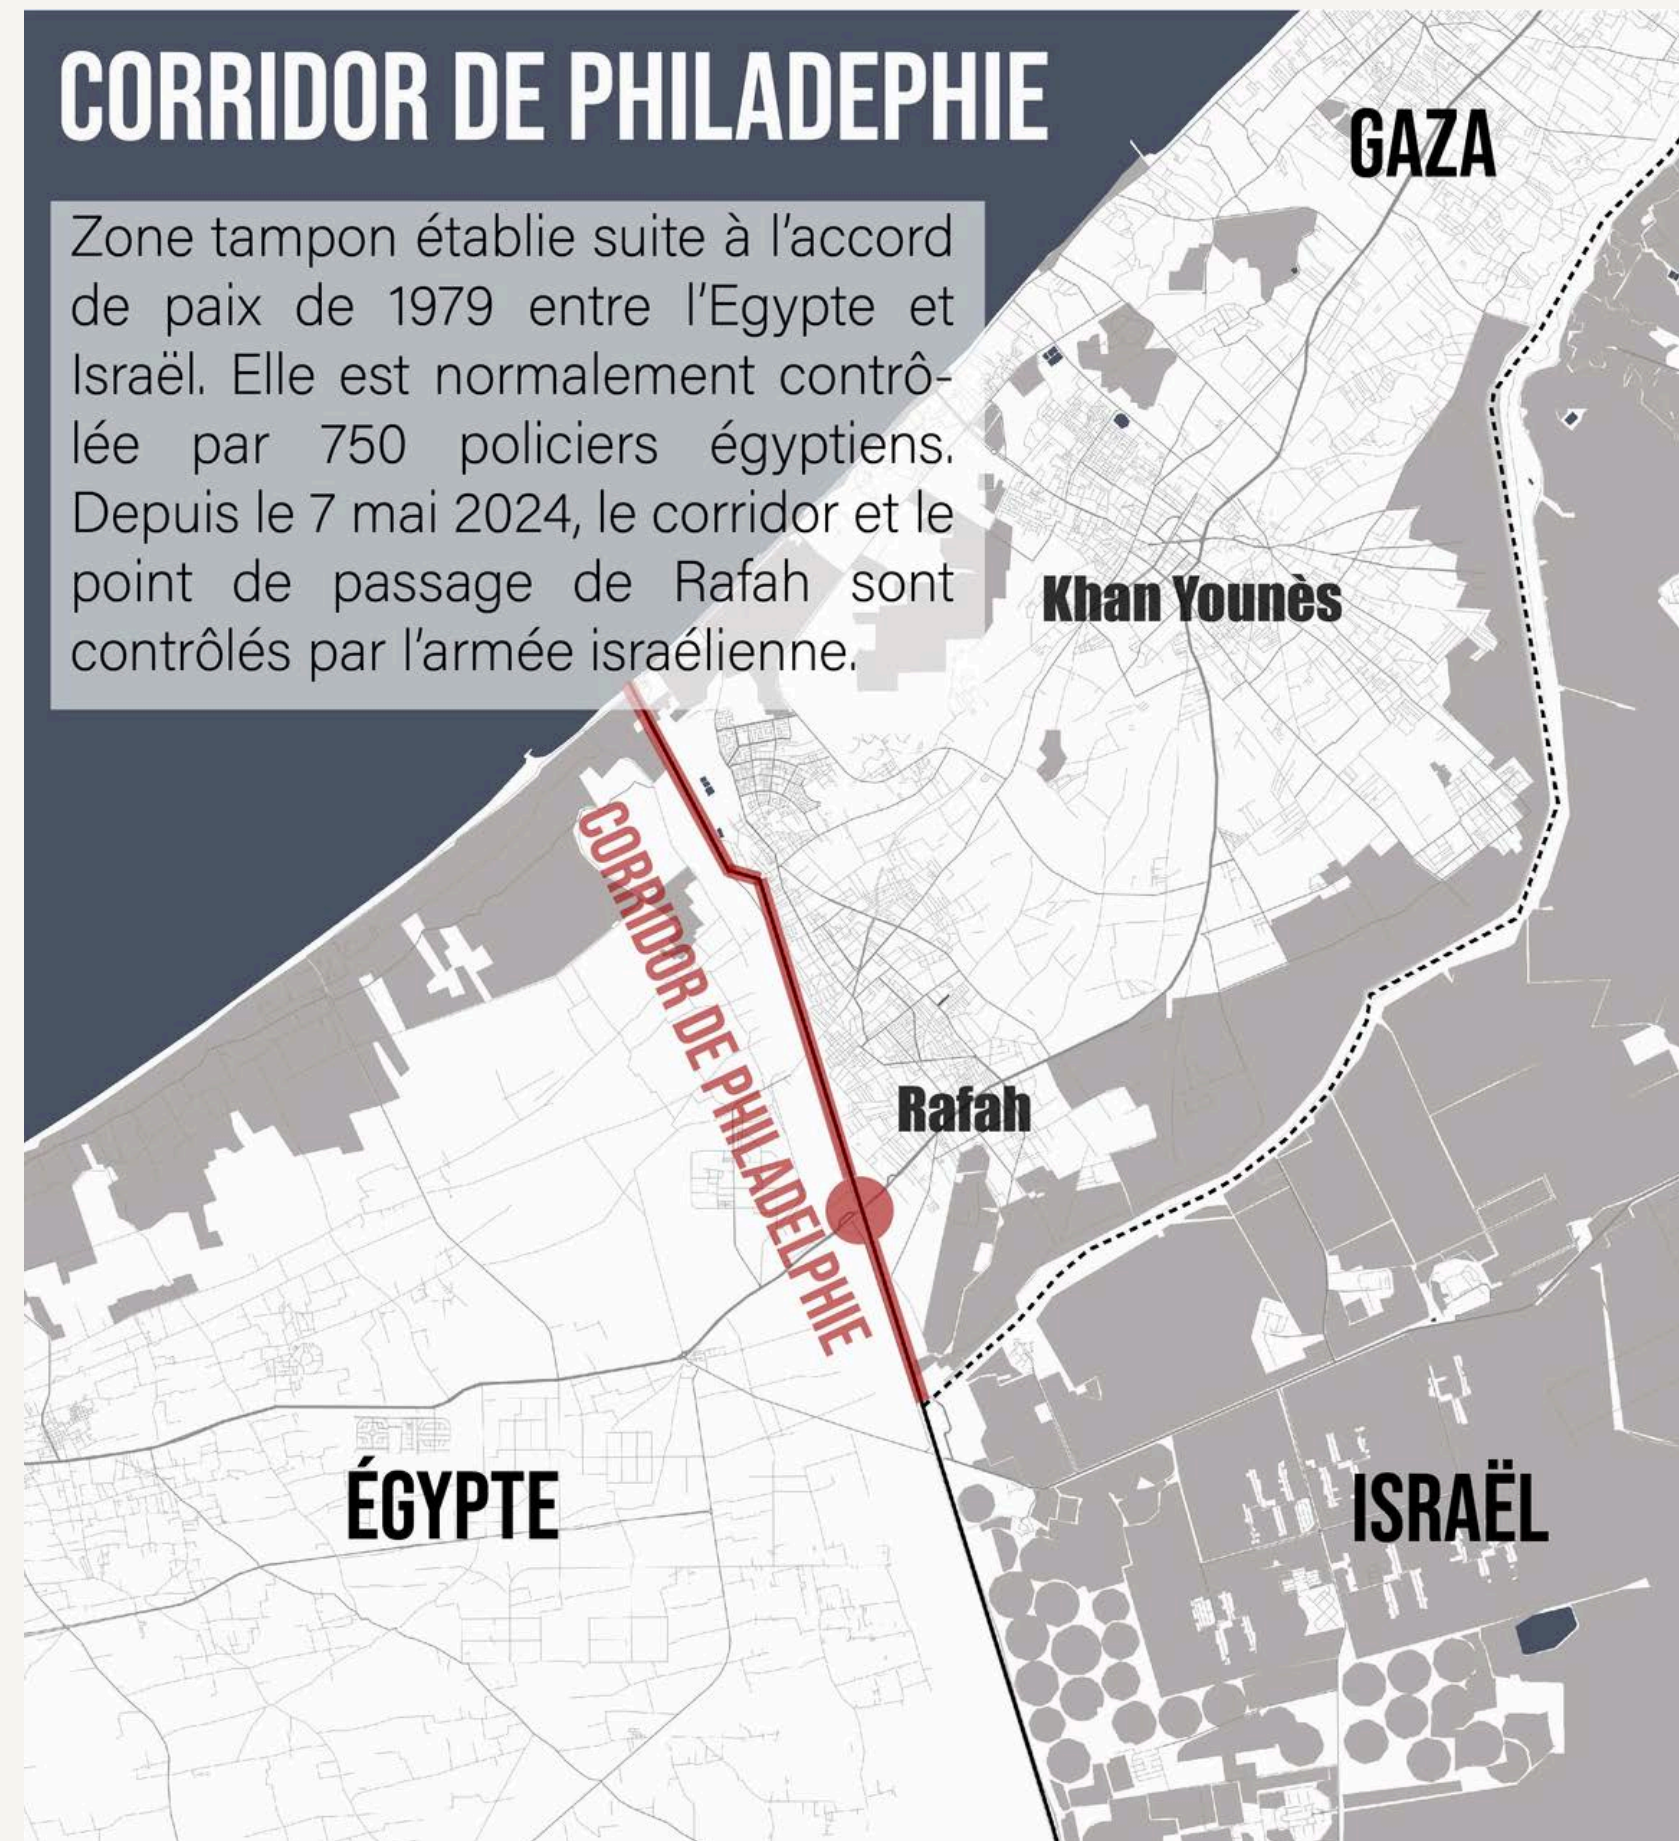 CORRIDOR DE PHILADEPHIE
GAZA
Zone tampon établie suite à l'accord
de paix de 1979 entre l'Egypte et
Israël. Elle est normalement contrô-
lée par 750 policiers égyptiens.
Depuis le 7 mai 2024, le corridor et le
point de passage de Rafah sont
contrôlés par l'armée israélienne.
Khan Younès
CORRIDOR DE PHILADELPHIE
Rafah
ÉGYPTE
ISRAËL